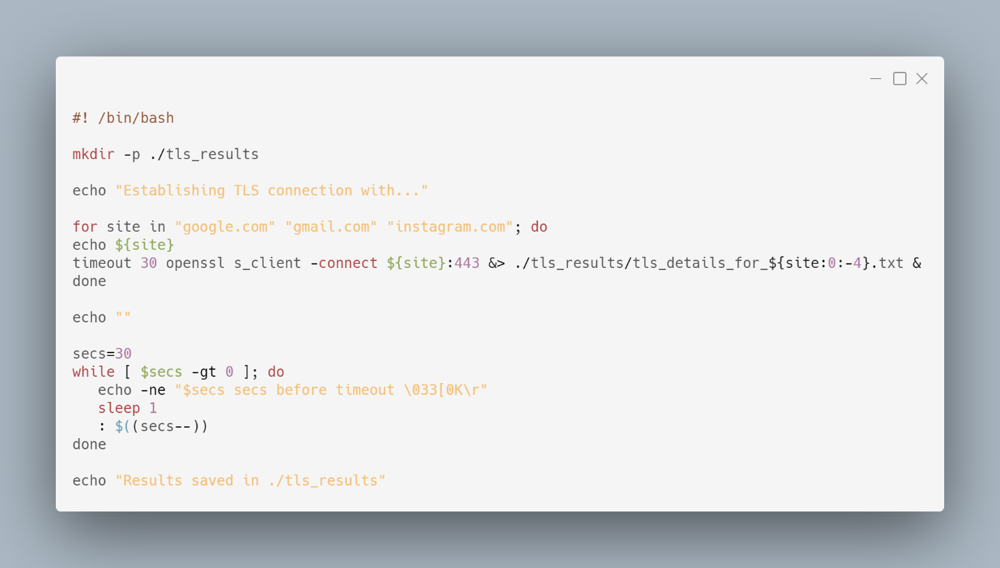 #! /bin/bash
mkdir -p ./tls_results
echo "Establishing TLS connection with..."
for site in "google.com" "gmail.com" "instagram.com"; do
echo ${site}
timeout 30 openssl s_client -connect ${site}:443 &> ./tls_results/tls_details_for_${site:0:-4}.txt &
done
echo ""
secs=30
while [ $secs -gt 0 ]; do
   echo -ne "$secs secs before timeout \033[0K\r"
   sleep 1
   : $((secs--))
done
echo "Results saved in ./tls_results"